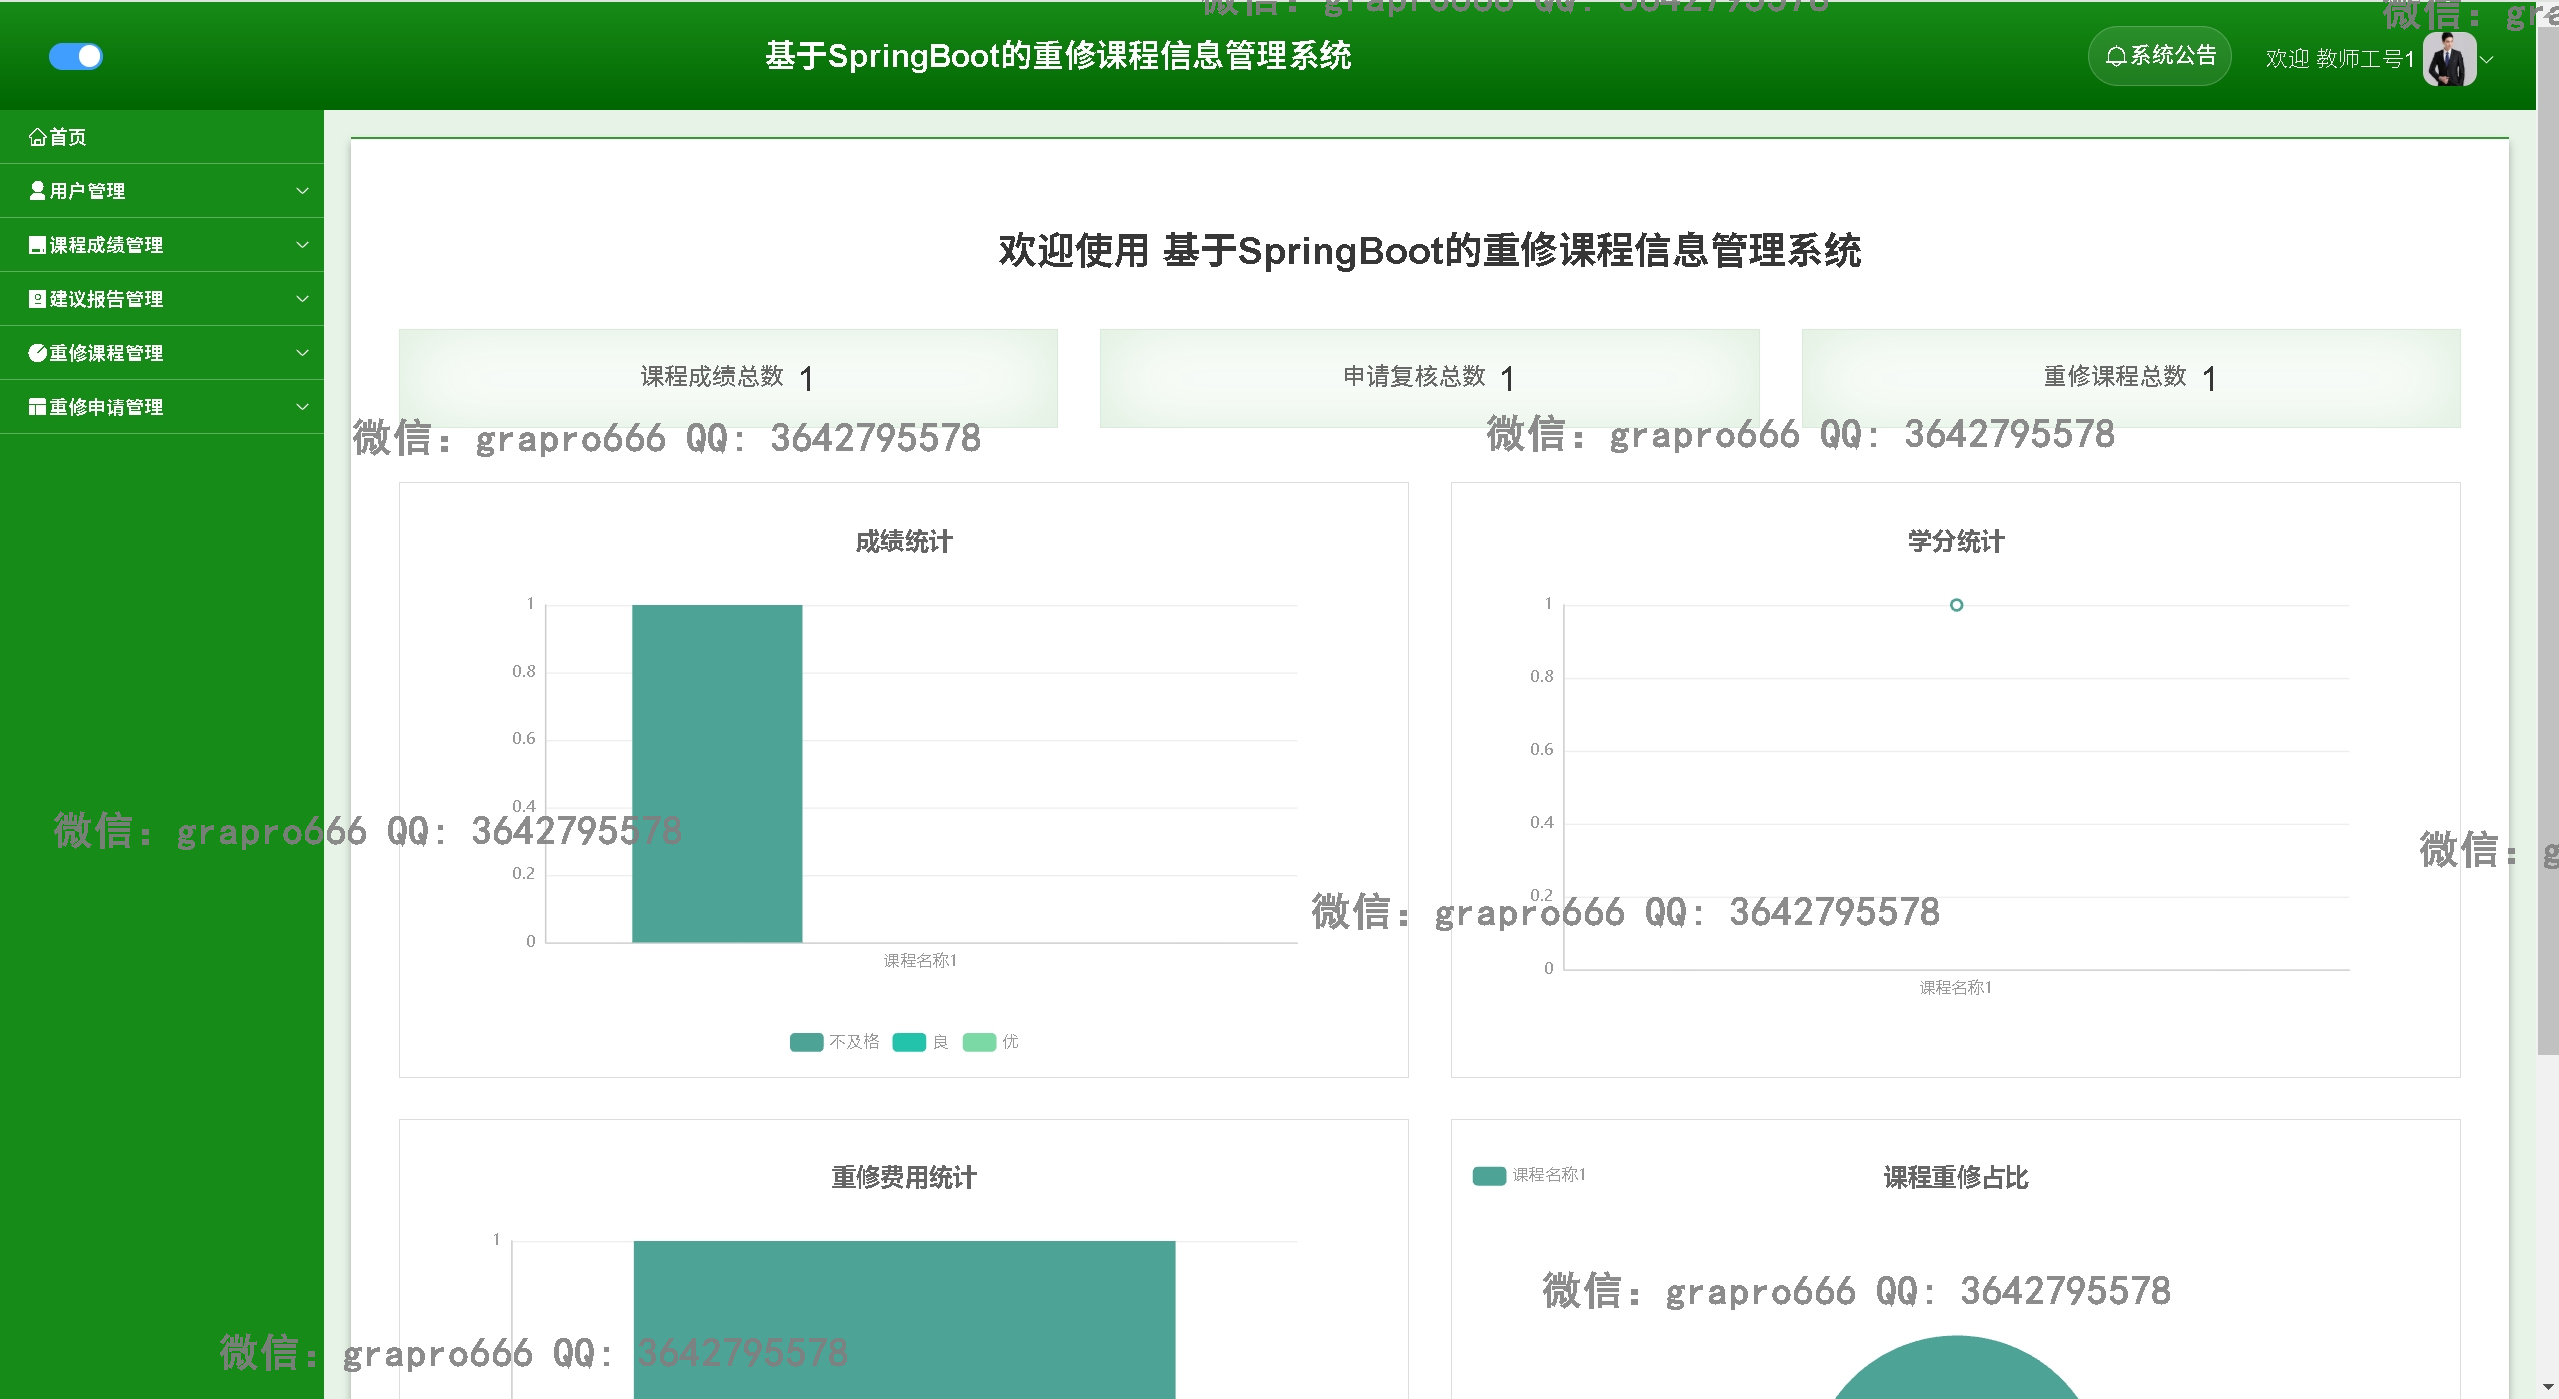 微信: grapro666 QQ: 3642795578
微信: gra
基于SpringBoot的重修课程信息管理系统
系统公告
欢迎 教师工号1
首页
用户管理
课程成绩管理
建议报告管理
重修课程管理
重修申请管理
欢迎使用 基于SpringBoot的重修课程信息管理系统
课程成绩总数 1
申请复核总数 1
重修课程总数 1
微信: grapro666 QQ: 3642795578
微信: grapro666 QQ: 3642795578
成绩统计
1
0.8
0.6
0.4
0.2
0
课程名称1
不及格 良 优
微信: grapro666 QQ: 3642795578
学分统计
1
0.8
0.6
0.4
0.2
0
课程名称1
微信: g
微信: grapro666 QQ: 3642795578
重修费用统计
1
微信: grapro666 QQ: 3642795578
课程名称1
课程重修占比
微信: grapro666 QQ: 3642795578